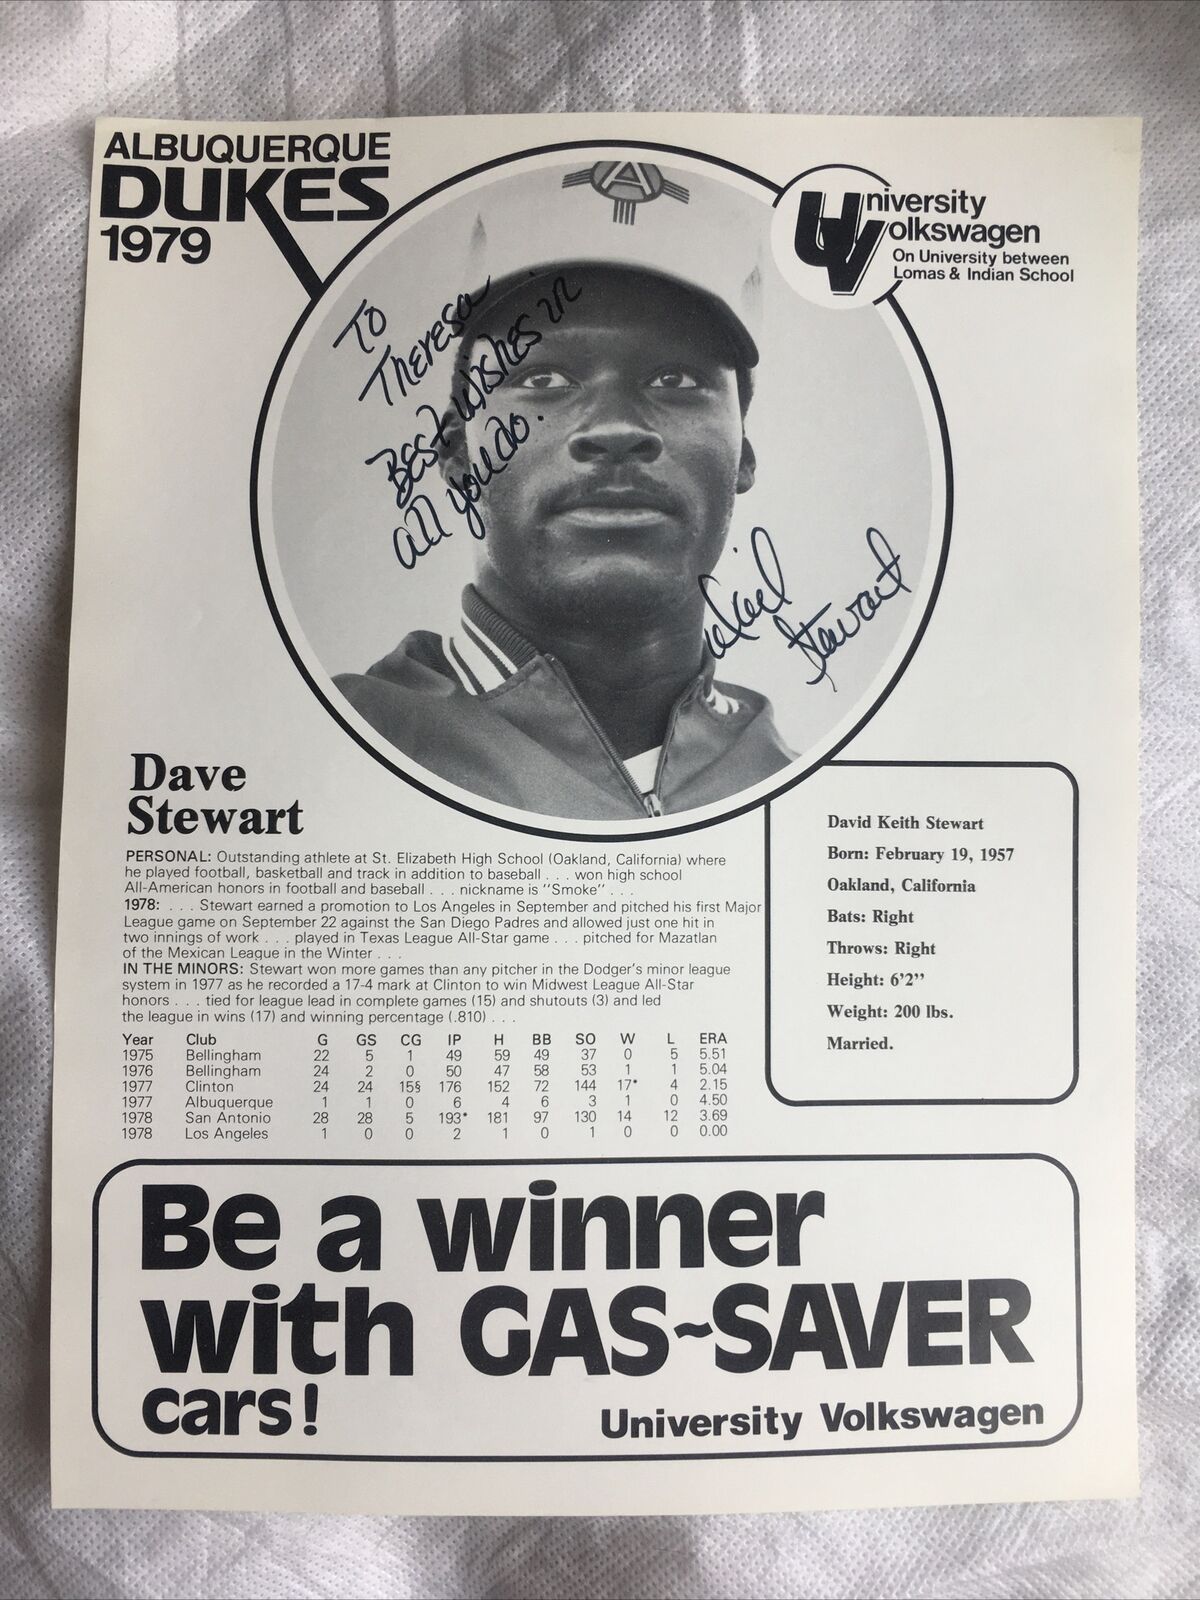 ALBUQUERQUE
DUKES
1979
A
University
Volkswagen
On University between
Lomas & Indian School
To
Theresa
Best wishes in
all you do.
David
Stewart
Dave
Stewart
PERSONAL: Outstanding athlete at St. Elizabeth High School (Oakland, California) where
he played football, basketball and track in addition to baseball . . . won high school
All-American honors in football and baseball . . . nickname is "Smoke" . . .
1978: . . . Stewart earned a promotion to Los Angeles in September and pitched his first Major
League game on September 22 against the San Diego Padres and allowed just one hit in
two innings of work . . . played in Texas League All-Star game . . . pitched for Mazatlan
of the Mexican League in the Winter . . .
IN THE MINORS: Stewart won more games than any pitcher in the Dodger's minor league
system in 1977 as he recorded a 17-4 mark at Clinton to win Midwest League All-Star
honors . . . tied for league lead in complete games (15) and shutouts (3) and led
the league in wins (17) and winning percentage (.810) . . .
Year Club G GS CG IP H BB SO W L ERA
1975 Bellingham 22 5 1 49 59 49 37 0 5 5.51
1976 Bellingham 24 2 0 50 47 58 53 1 1 5.04
1977 Clinton 24 24 15§ 176 152 72 144 17* 4 2.15
1977 Albuquerque 1 1 0 6 4 6 3 1 0 4.50
1978 San Antonio 28 28 5 193* 181 97 130 14 12 3.69
1978 Los Angeles 1 0 0 2 1 0 1 0 0 0.00
David Keith Stewart
Born: February 19, 1957
Oakland, California
Bats: Right
Throws: Right
Height: 6'2''
Weight: 200 lbs.
Married.
Be a winner
with GAS~SAVER
cars!
University Volkswagen